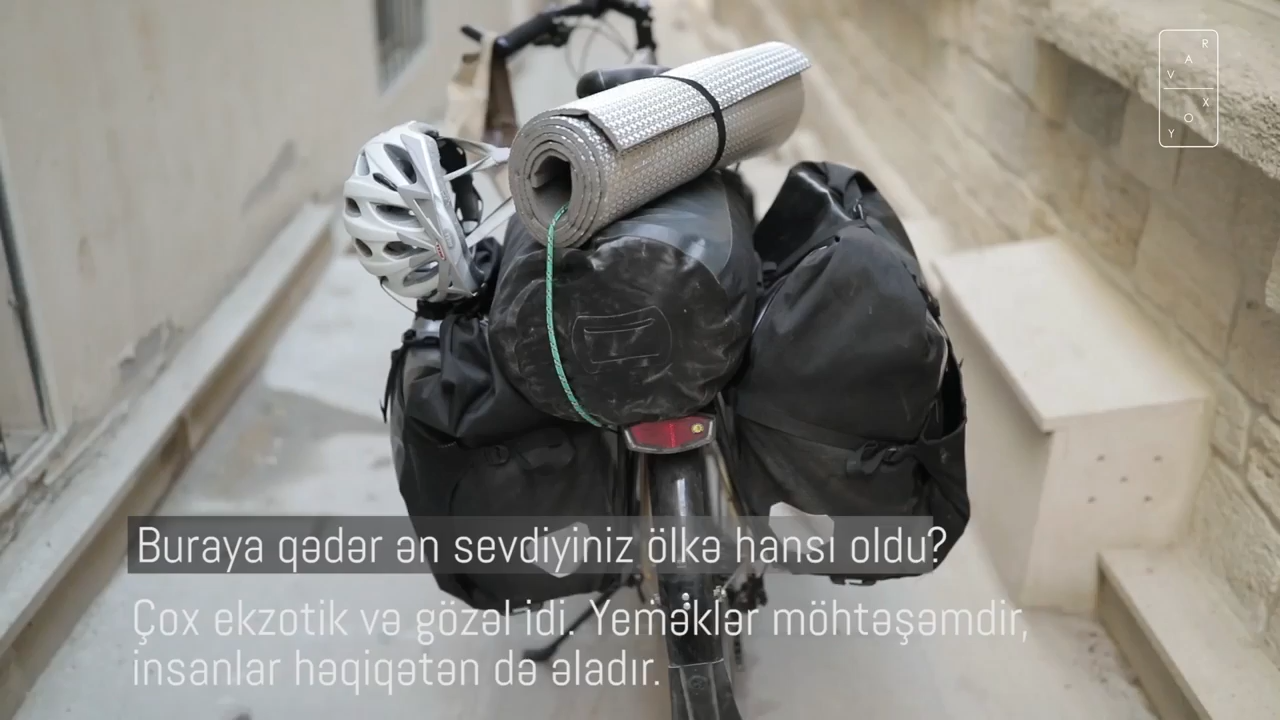 R
A
V
X
O
Y
Buraya qədər ən sevdiyiniz ölkə hansı oldu?
Çox ekzotik və gözəl idi. Yeməklər möhtəşəmdir,
insanlar həqiqətən də əladır.